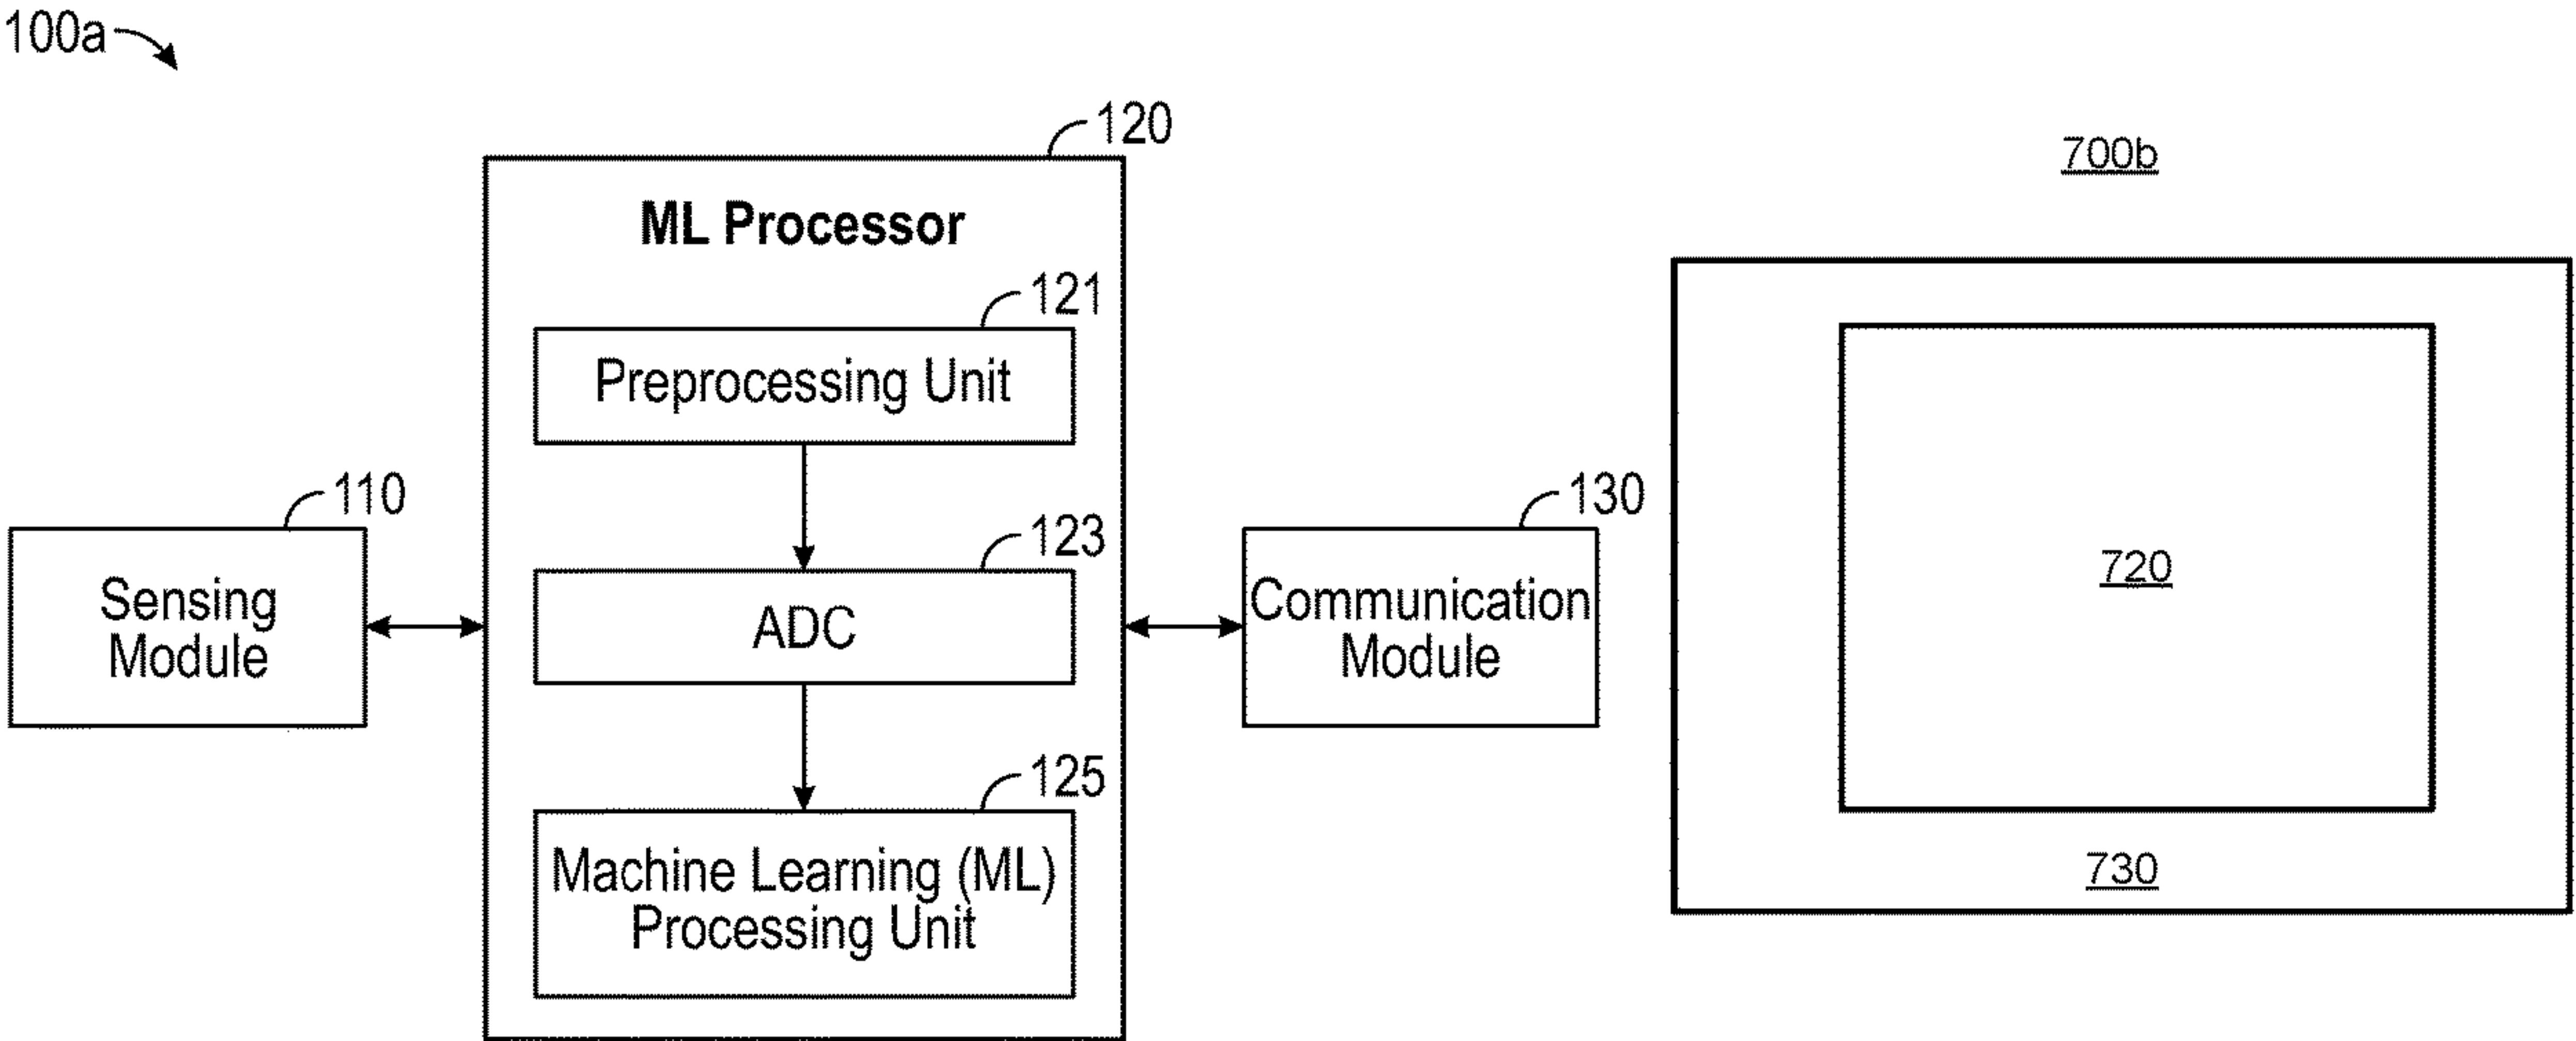 100a
120
700b
ML Processor
121
Preprocessing Unit
110
123
130
Sensing
Module
ADC
Communication
Module
720
125
Machine Learning (ML)
Processing Unit
730